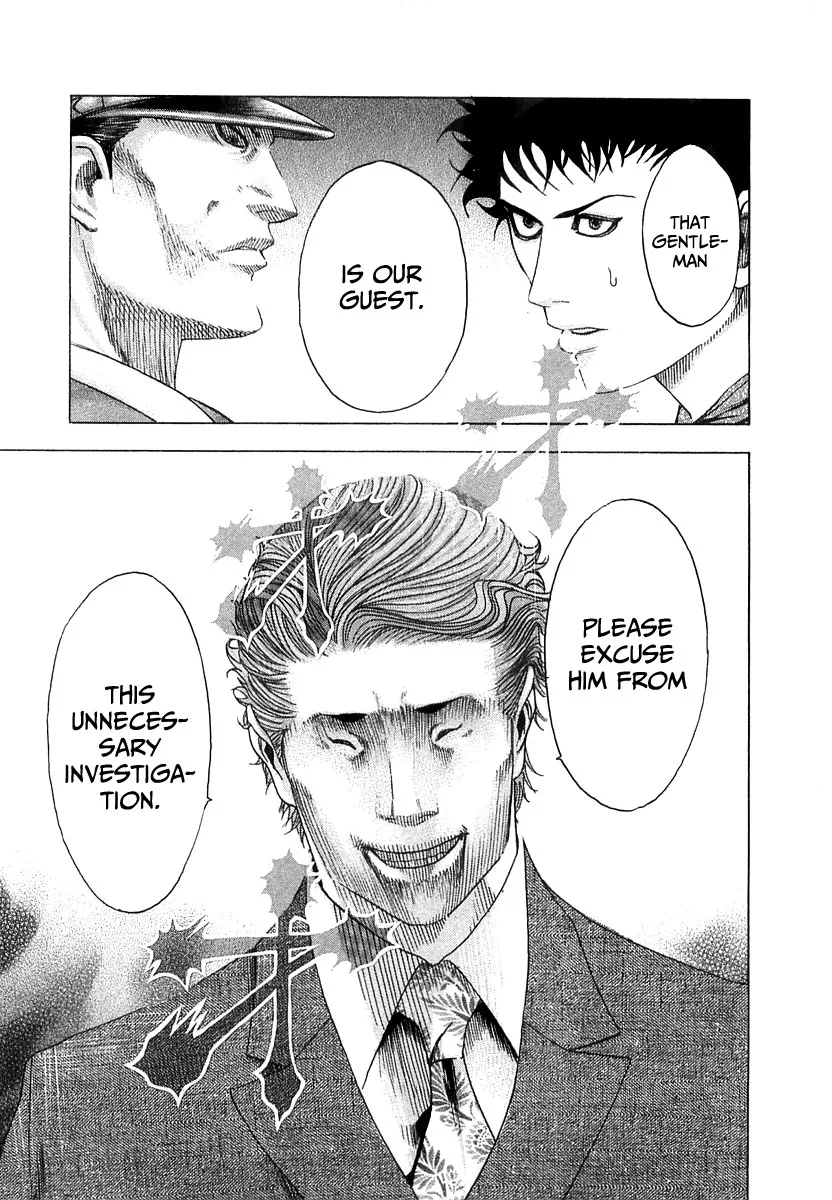 THAT
GENTLE-
MAN
IS OUR
GUEST.
PLEASE
EXCUSE
HIM FROM
THIS
UNNECES-
SARY
INVESTIGA-
TION.